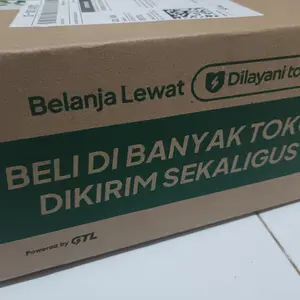 Belanja Lewat Dilayani
BELI DI BANYAK TOKO
DIKIRIM SEKALIGUS
Powered by GTL